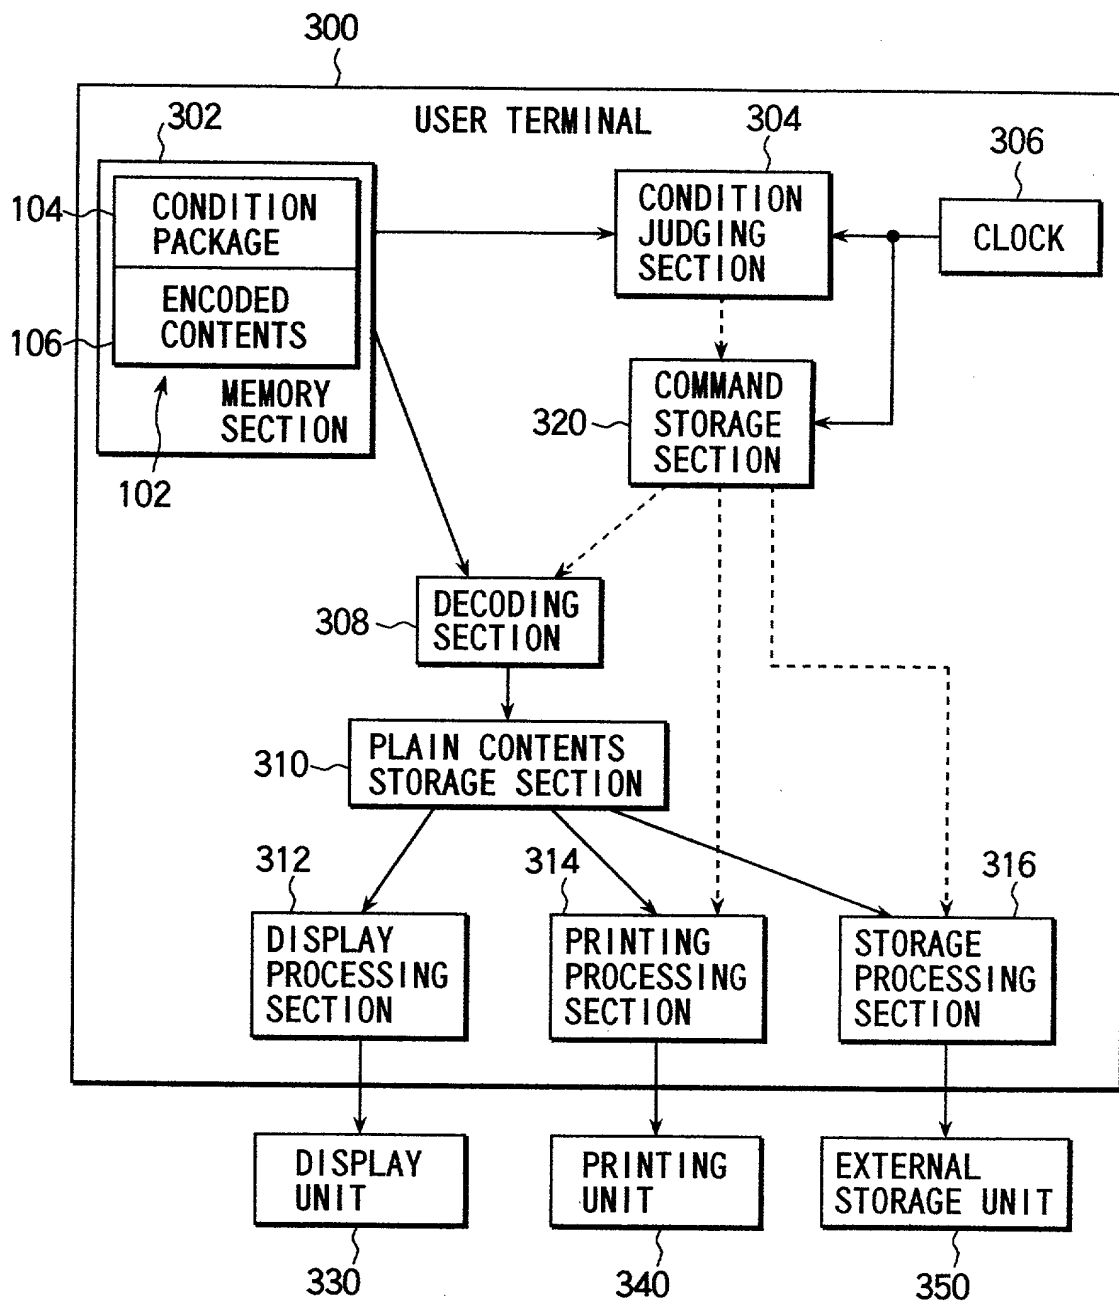 300
USER TERMINAL
302
304
306
104
CONDITION
PACKAGE
CONDITION
JUDGING
SECTION
CLOCK
106
ENCODED
CONTENTS
MEMORY
SECTION
102
320
COMMAND
STORAGE
SECTION
308
DECODING
SECTION
310
PLAIN CONTENTS
STORAGE SECTION
312
314
316
DISPLAY
PROCESSING
SECTION
PRINTING
PROCESSING
SECTION
STORAGE
PROCESSING
SECTION
DISPLAY
UNIT
PRINTING
UNIT
EXTERNAL
STORAGE UNIT
330
340
350